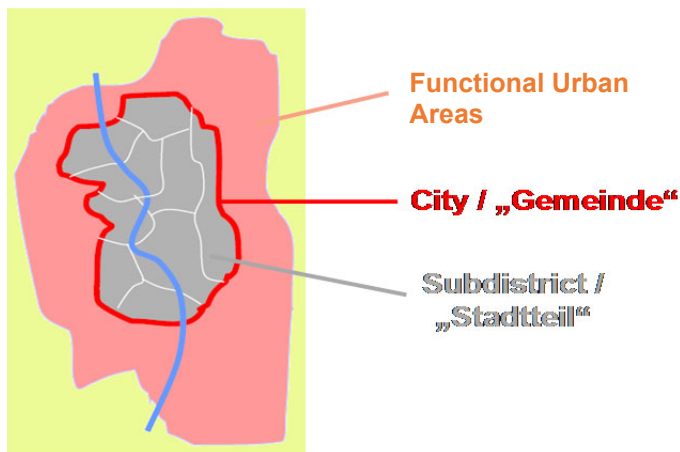 Functional Urban
Areas
City / „Gemeinde“
Subdistrict /
„Stadtteil“